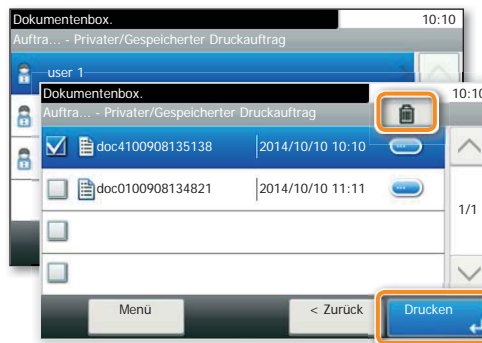 Dokumentenbox. 10:10
Auftra... - Privater/Gespeicherter Druckauftrag
user 1
Dokumentenbox. 10:10
Auftra... - Privater/Gespeicherter Druckauftrag
doc4100908135138 2014/10/10 10:10
doc0100908134821 2014/10/10 11:11
1/1
Menü < Zurück Drucken